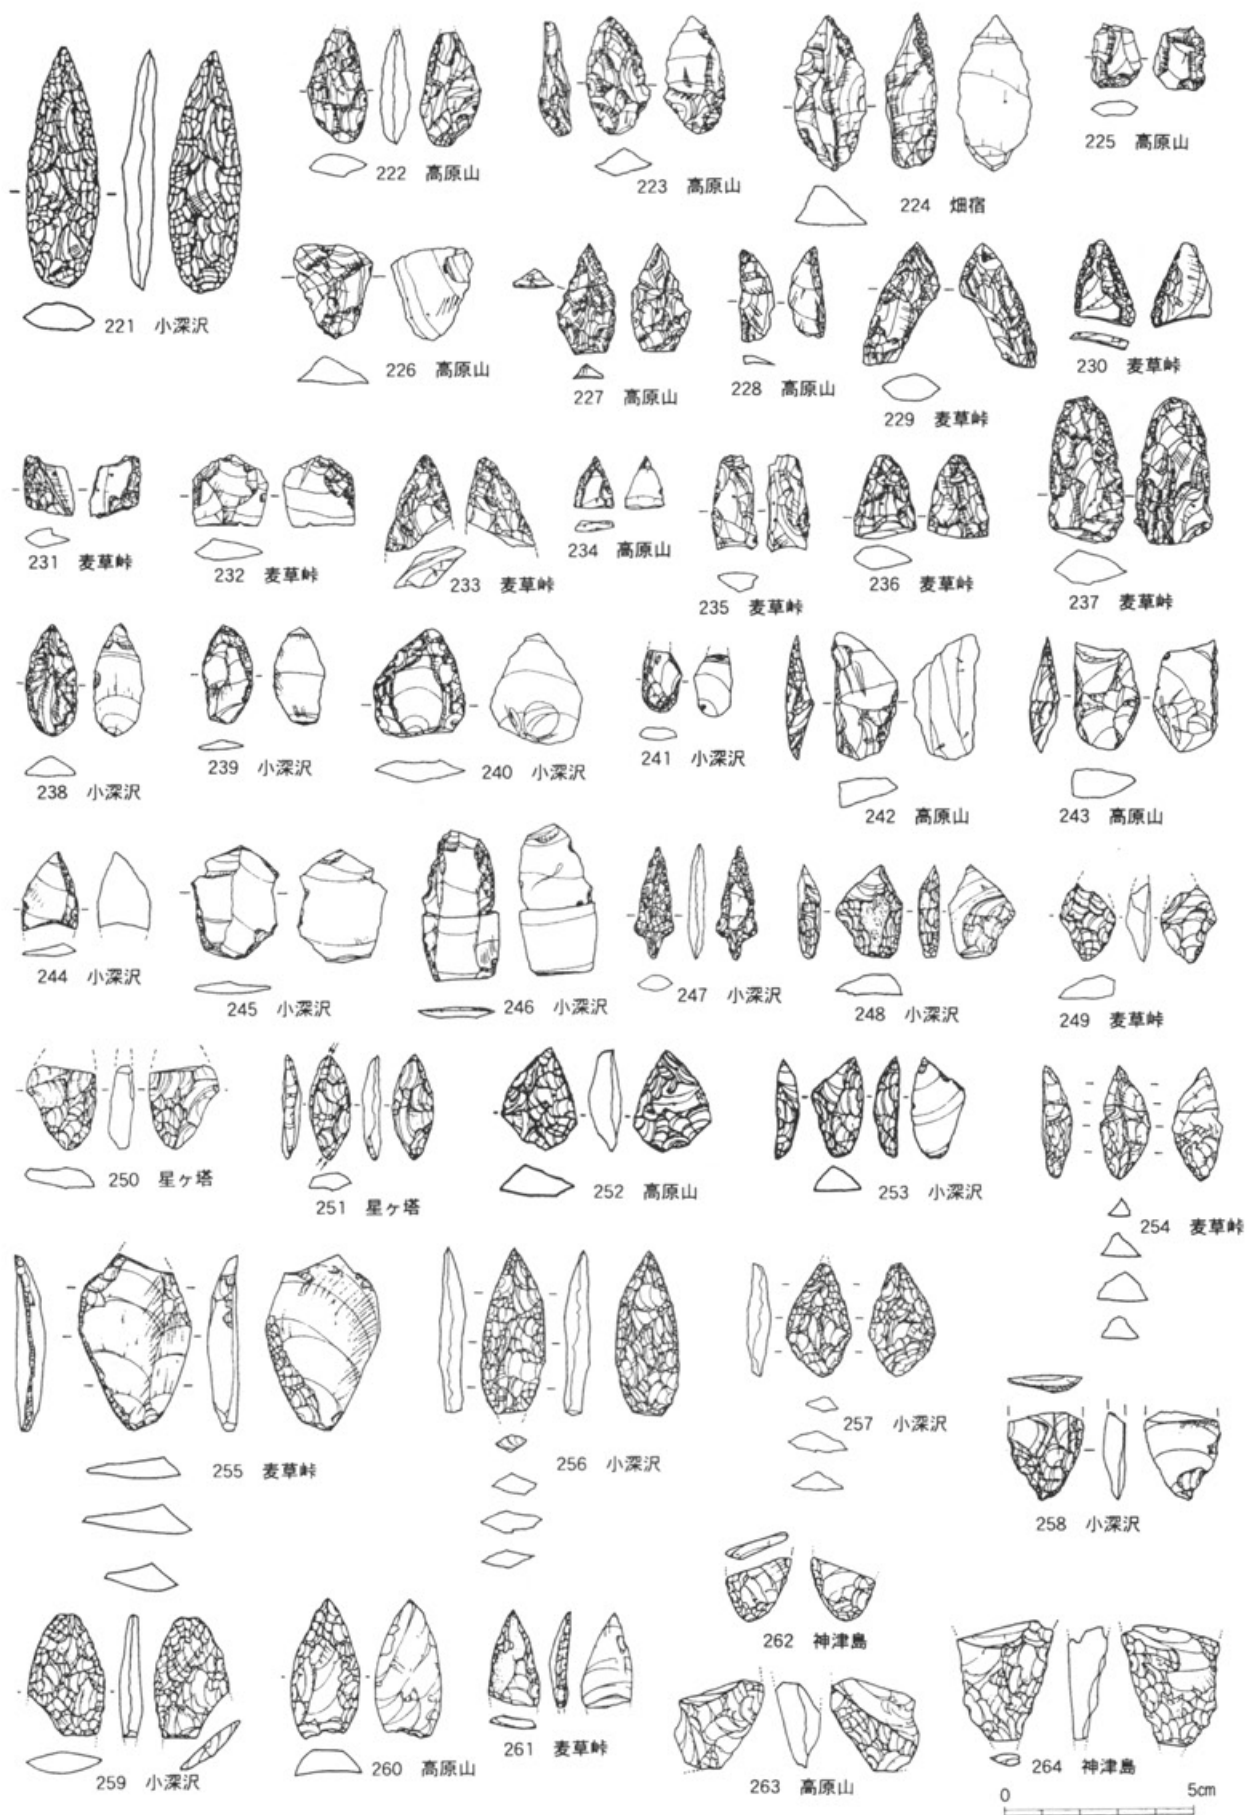 221 小深沢
222 高原山
223 高原山
224 畑宿
225 高原山
226 高原山
227 高原山
228 高原山
229 麦草峠
230 麦草峠
231 麦草峠
232 麦草峠
233 麦草峠
234 高原山
235 麦草峠
236 麦草峠
237 麦草峠
238 小深沢
239 小深沢
240 小深沢
241 小深沢
242 高原山
243 高原山
244 小深沢
245 小深沢
246 小深沢
247 小深沢
248 小深沢
249 麦草峠
250 星ヶ塔
251 星ヶ塔
252 高原山
253 小深沢
254 麦草峠
255 麦草峠
256 小深沢
257 小深沢
258 小深沢
259 小深沢
260 高原山
261 麦草峠
262 神津島
263 高原山
264 神津島
0 5cm